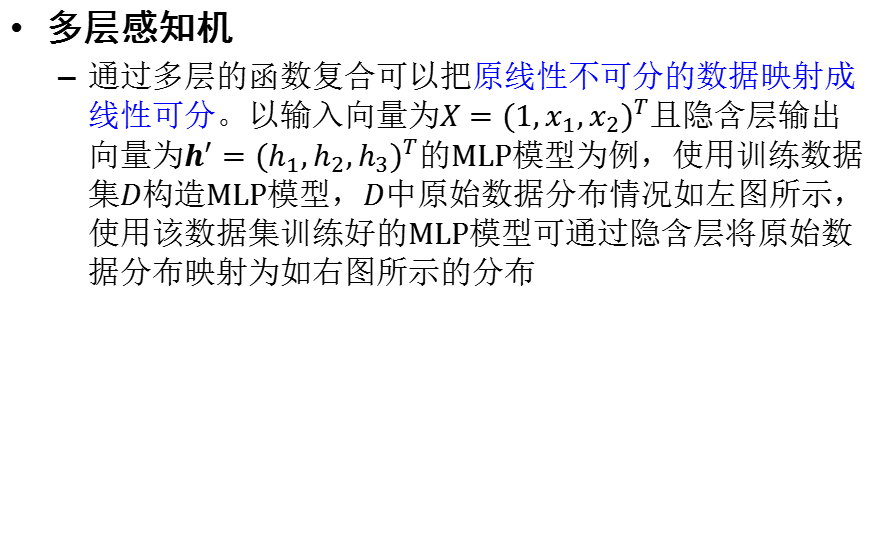 • 多层感知机
– 通过多层的函数复合可以把原线性不可分的数据映射成
线性可分。以输入向量为X = (1, x₁, x₂)ᵀ且隐含层输出
向量为h′ = (h₁, h₂, h₃)ᵀ的MLP模型为例，使用训练数据
集D构造MLP模型，D中原始数据分布情况如左图所示，
使用该数据集训练好的MLP模型可通过隐含层将原始数
据分布映射为如右图所示的分布